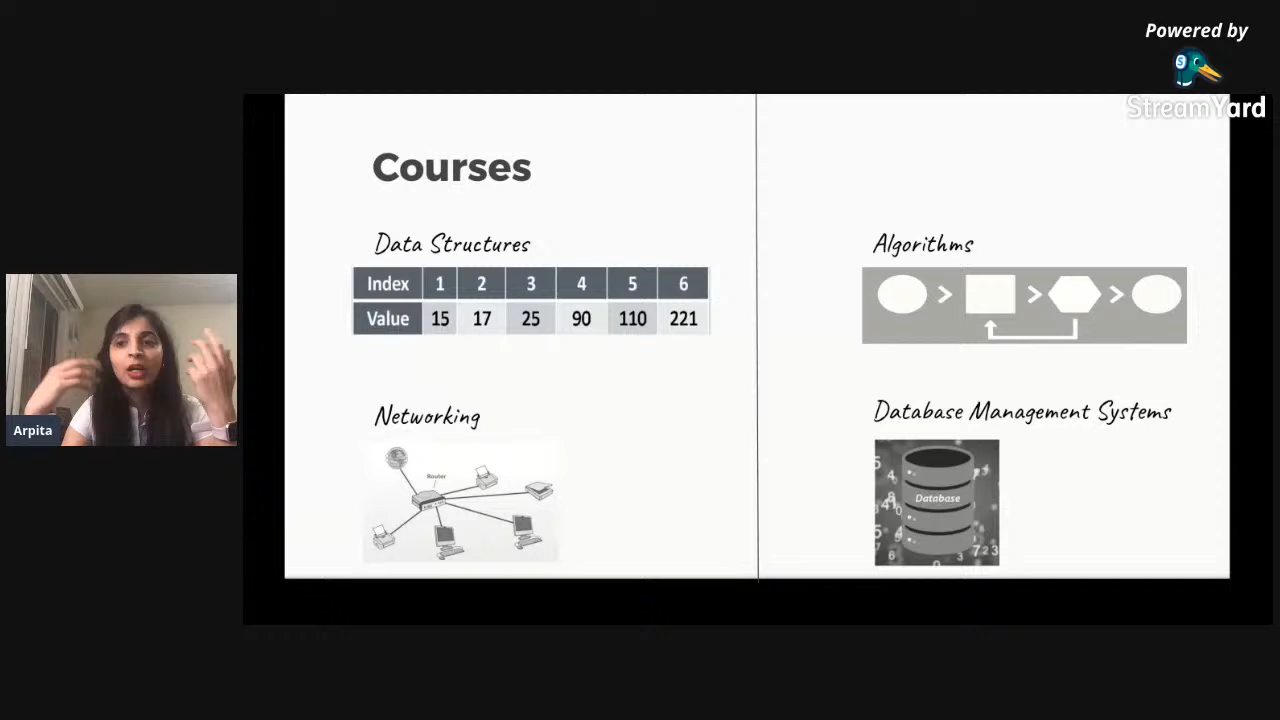 Powered by
StreamYard
Courses
Data Structures
Index 1 2 3 4 5 6
Value 15 17 25 90 110 221
Algorithms
Networking
Router
Database Management Systems
Database
Arpita